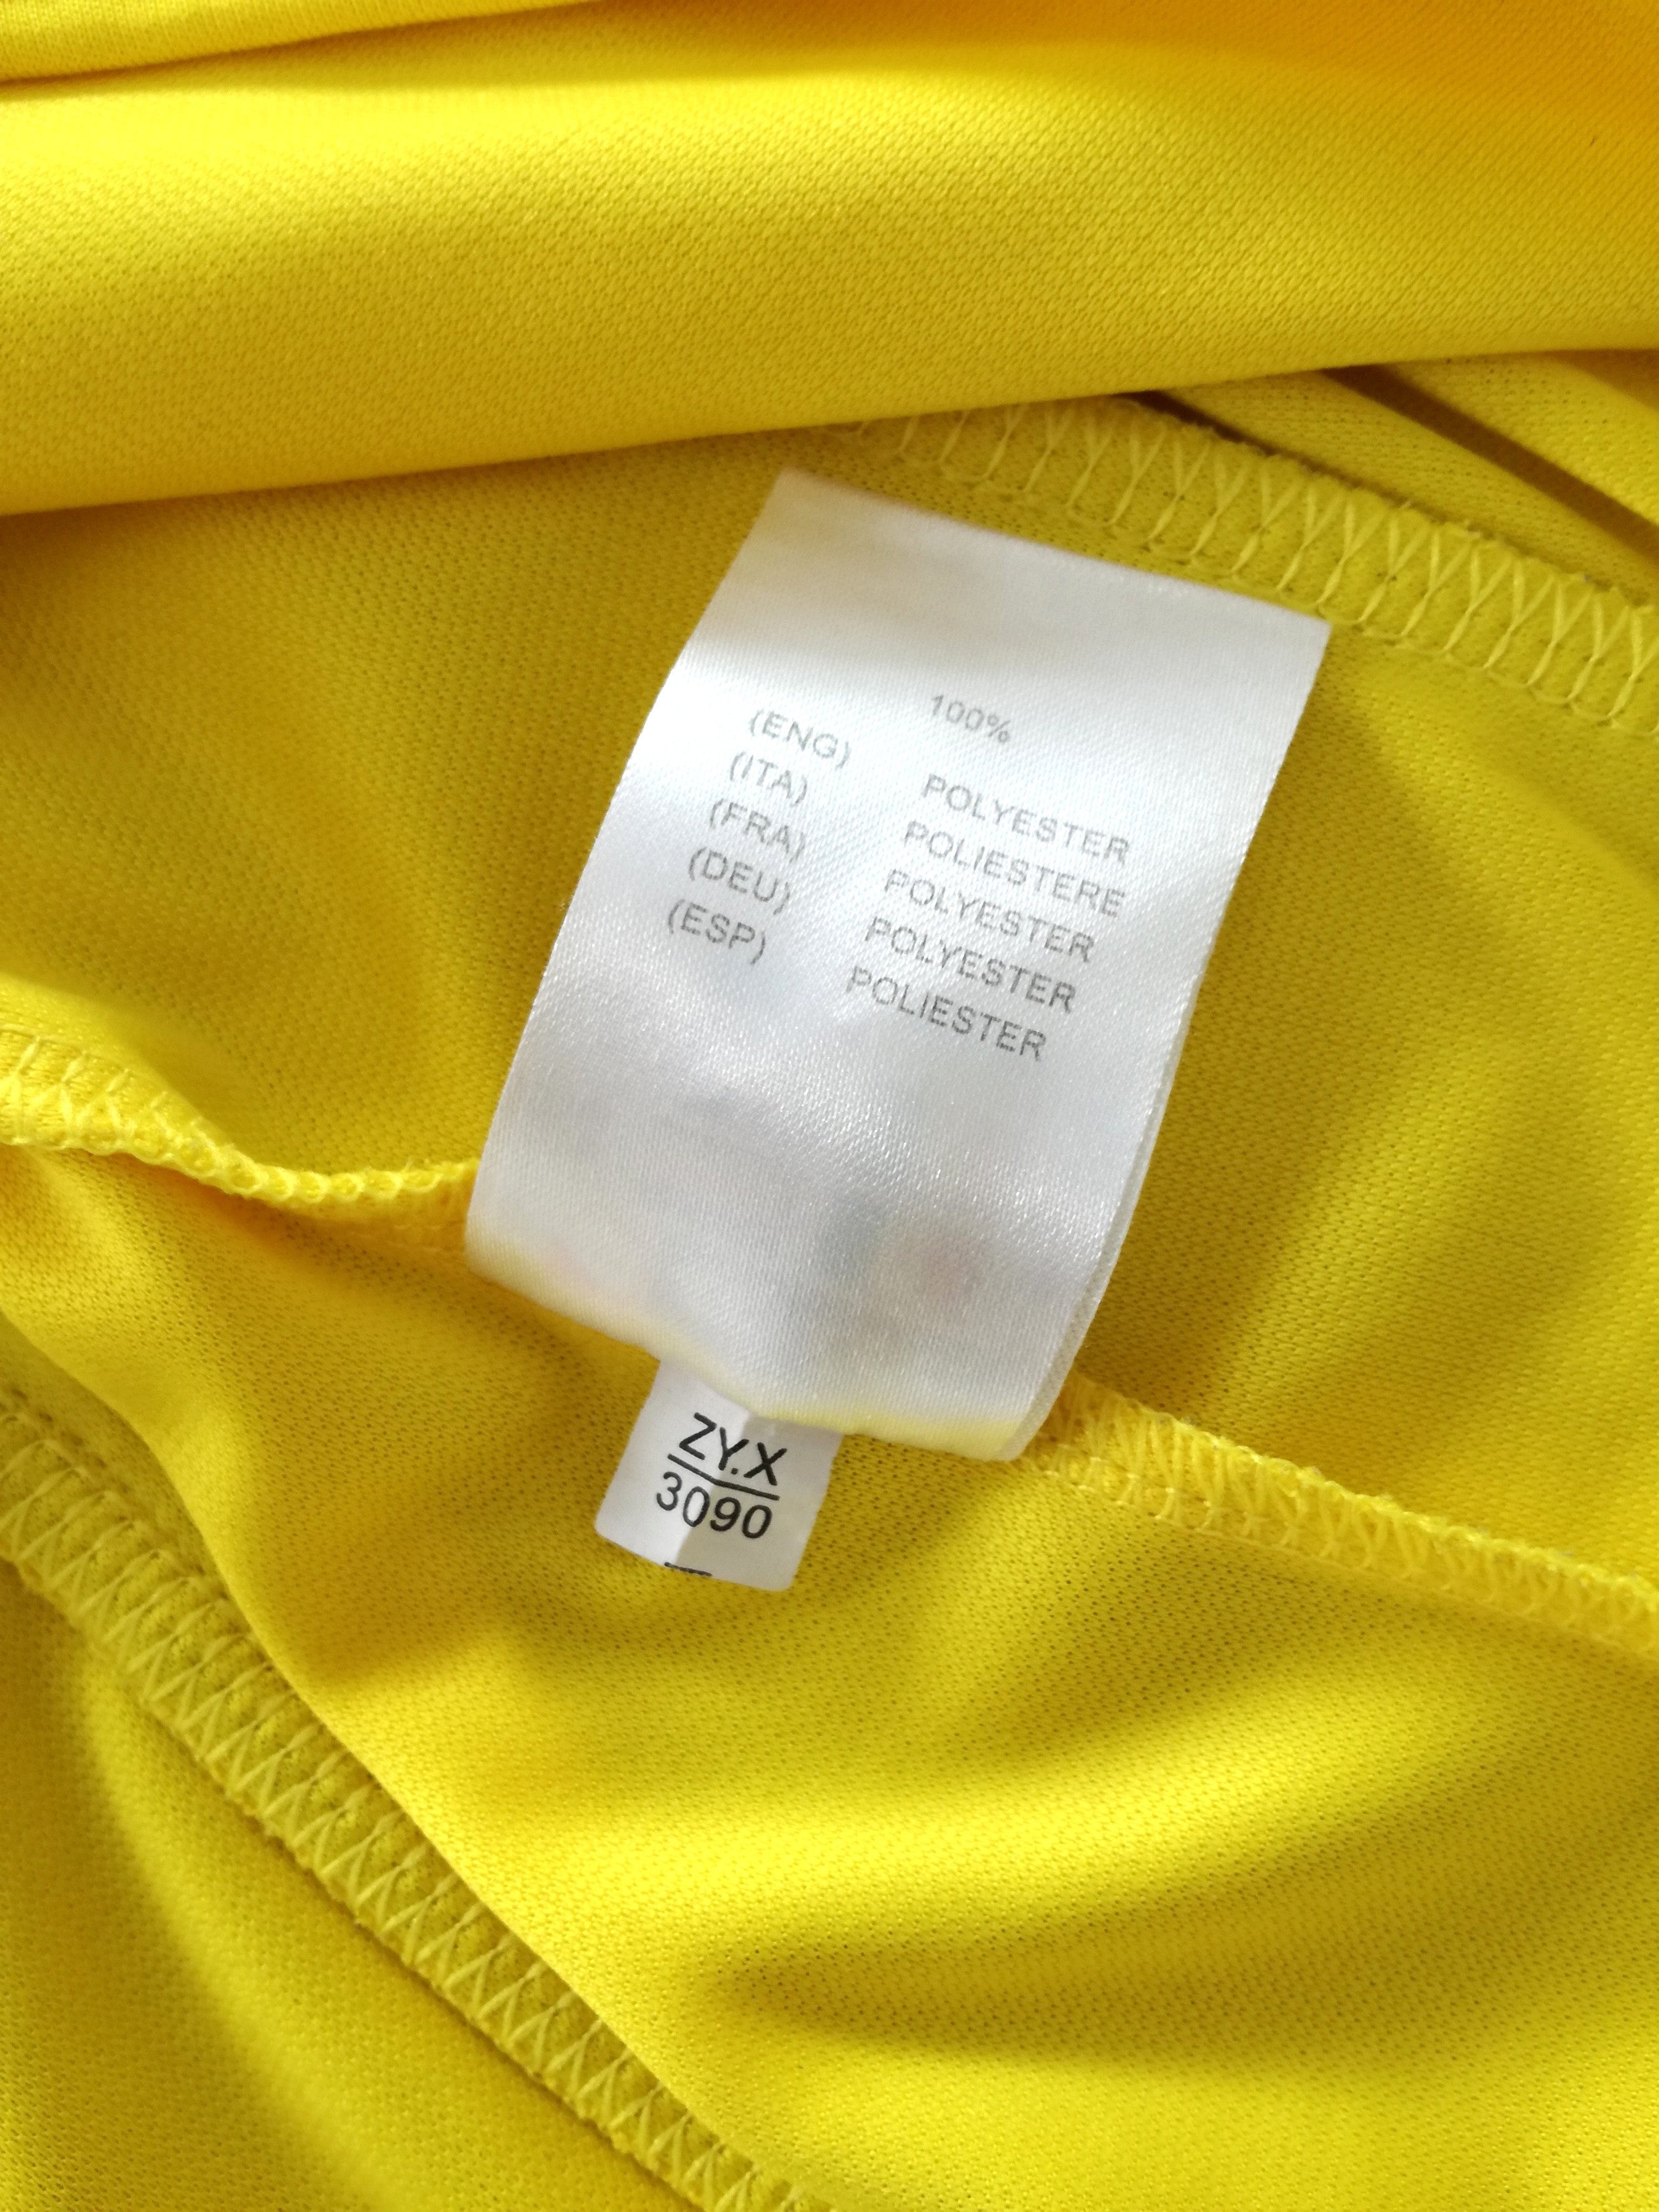 100%
(ENG) POLYESTER
(ITA) POLIESTERE
(FRA) POLYESTER
(DEU) POLYESTER
(ESP) POLIESTER
ZY.X
3090